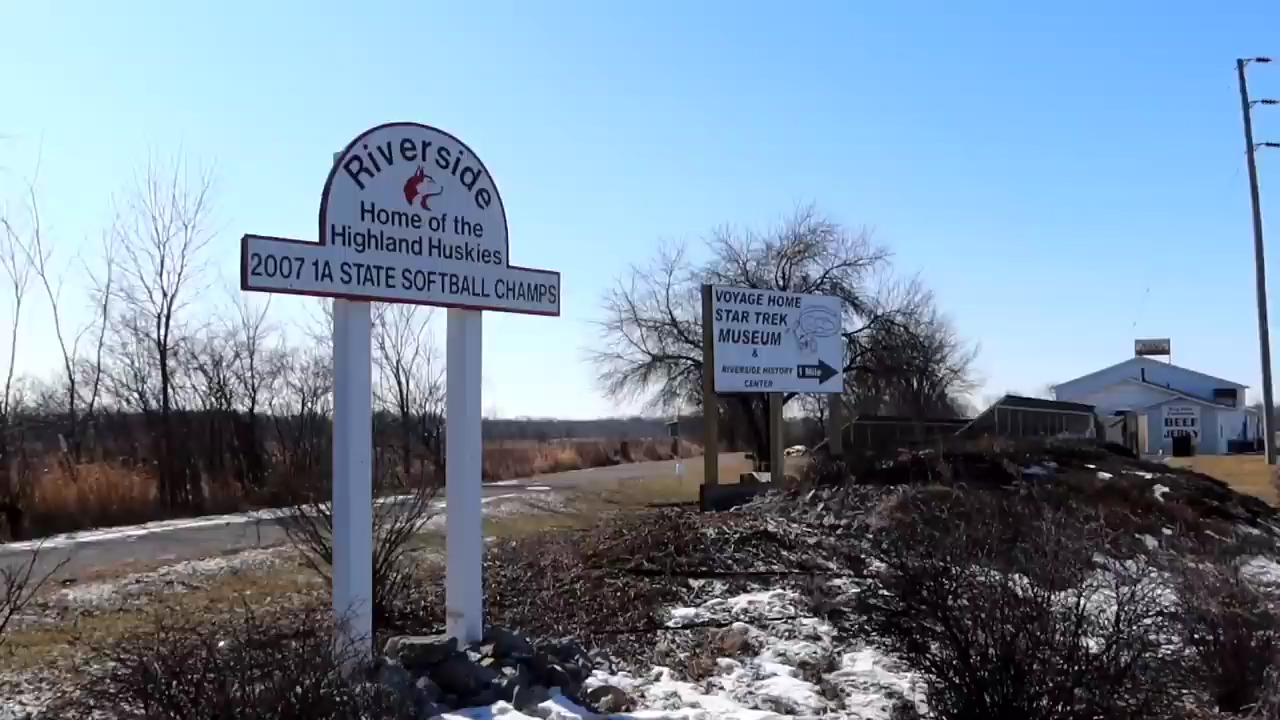 Riverside
Home of the
Highland Huskies
2007 1A STATE SOFTBALL CHAMPS
VOYAGE HOME
STAR TREK
MUSEUM
&
RIVERSIDE HISTORY
CENTER
1 Mile
BEEF
JERKY